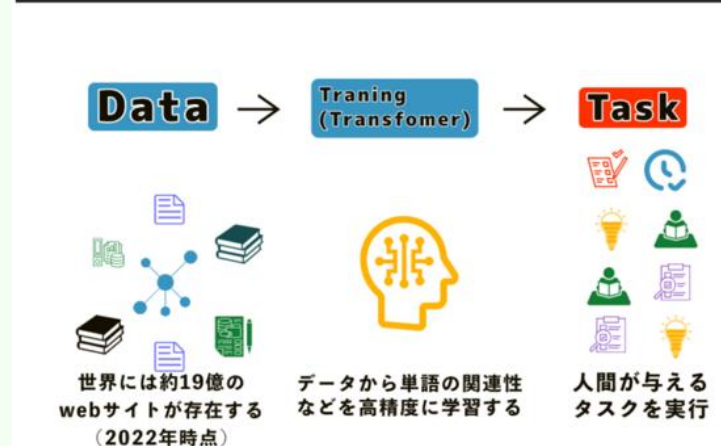 Data → Traning
(Transfomer) → Task
世界には約19億の
webサイトが存在する
(2022年時点)
データから単語の関連性
などを高精度に学習する
人間が与える
タスクを実行